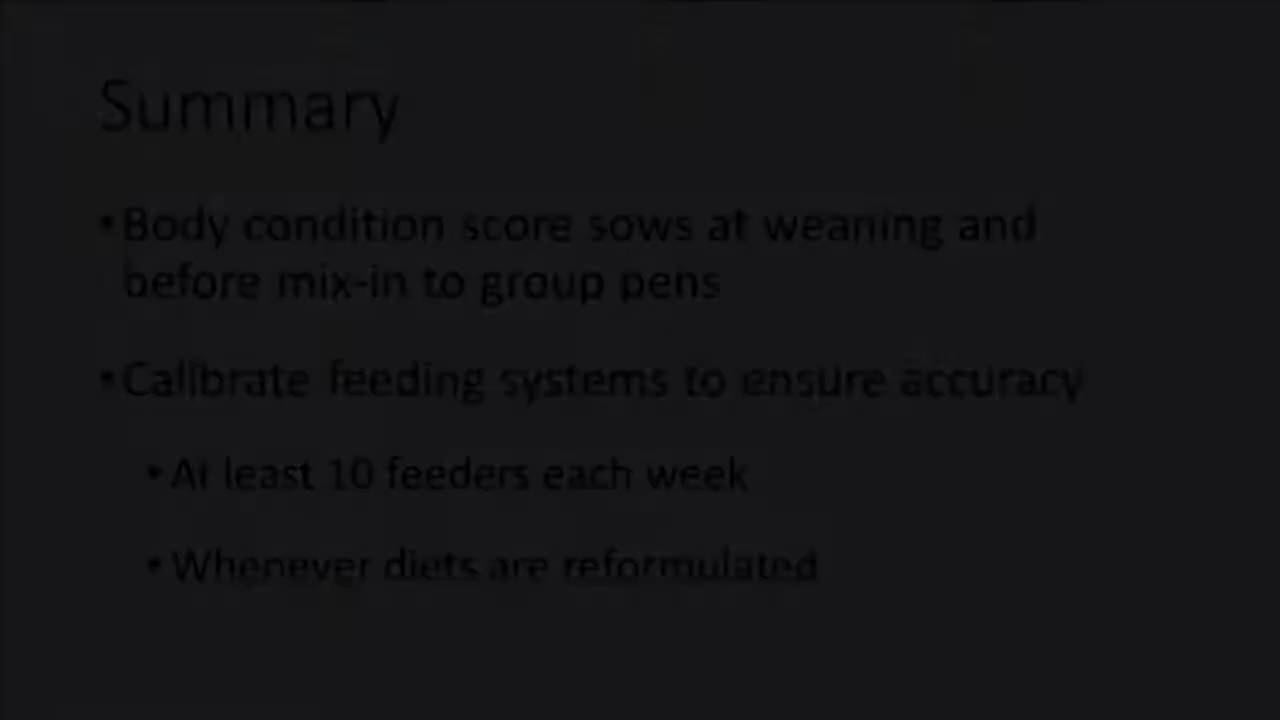 Summary
• Body condition score sows at weaning and
before mix-in to group pens
• Calibrate feeding systems to ensure accuracy
• At least 10 feeders each week
• Whenever diets are reformulated